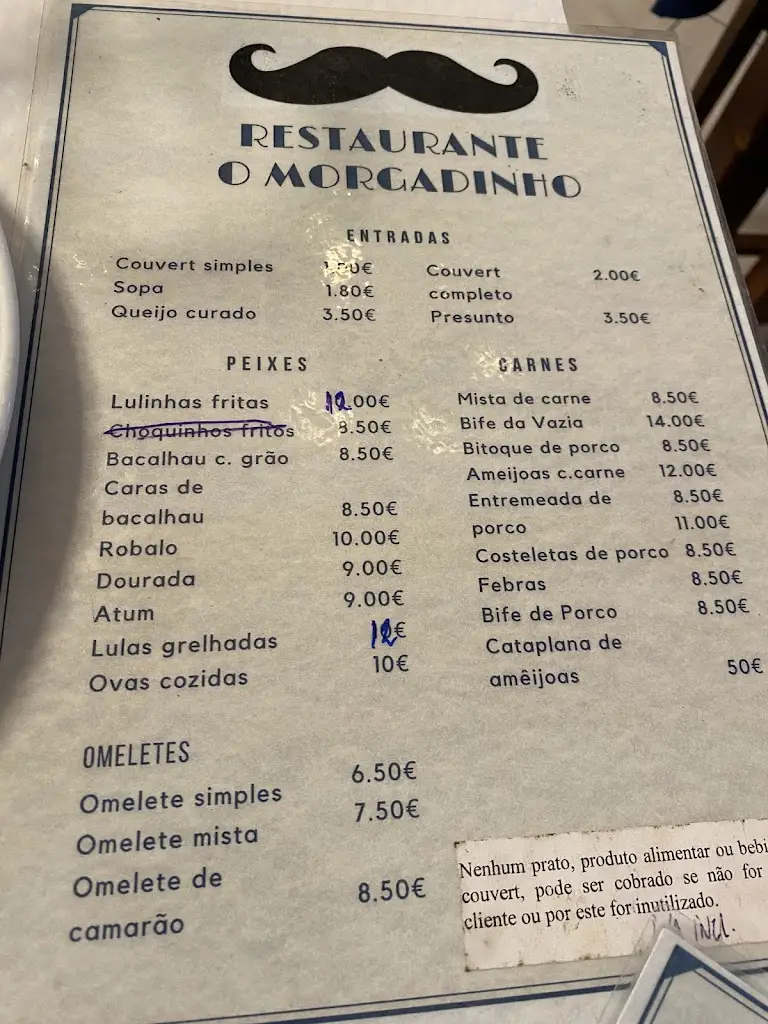 RESTAURANTE
O MORGADINHO
ENTRADAS
Couvert simples
Sopa 1.80€
Queijo curado 3.50€
Couvert completo 2.00€
Presunto 3.50€
PEIXES
Lulinhas fritas 12.00€
Choquinhos fritos 8.50€
Bacalhau c. grão 8.50€
Caras de
bacalhau 8.50€
Robalo 10.00€
Dourada 9.00€
Atum 9.00€
Lulas grelhadas 12€
Ovas cozidas 10€
CARNES
Mista de carne 8.50€
Bife da Vazia 14.00€
Bitoque de porco 8.50€
Ameijoas c.carne 12.00€
Entremeada de 8.50€
porco 11.00€
Costeletas de porco 8.50€
Febras 8.50€
Bife de Porco 8.50€
Cataplana de
amêijoas 50€
OMELETES
Omelete simples 6.50€
Omelete mista 7.50€
Omelete de
camarão 8.50€
Nenhum prato, produto alimentar ou bebi
couvert, pode ser cobrado se não for
cliente ou por este for inutilizado.
INCL.